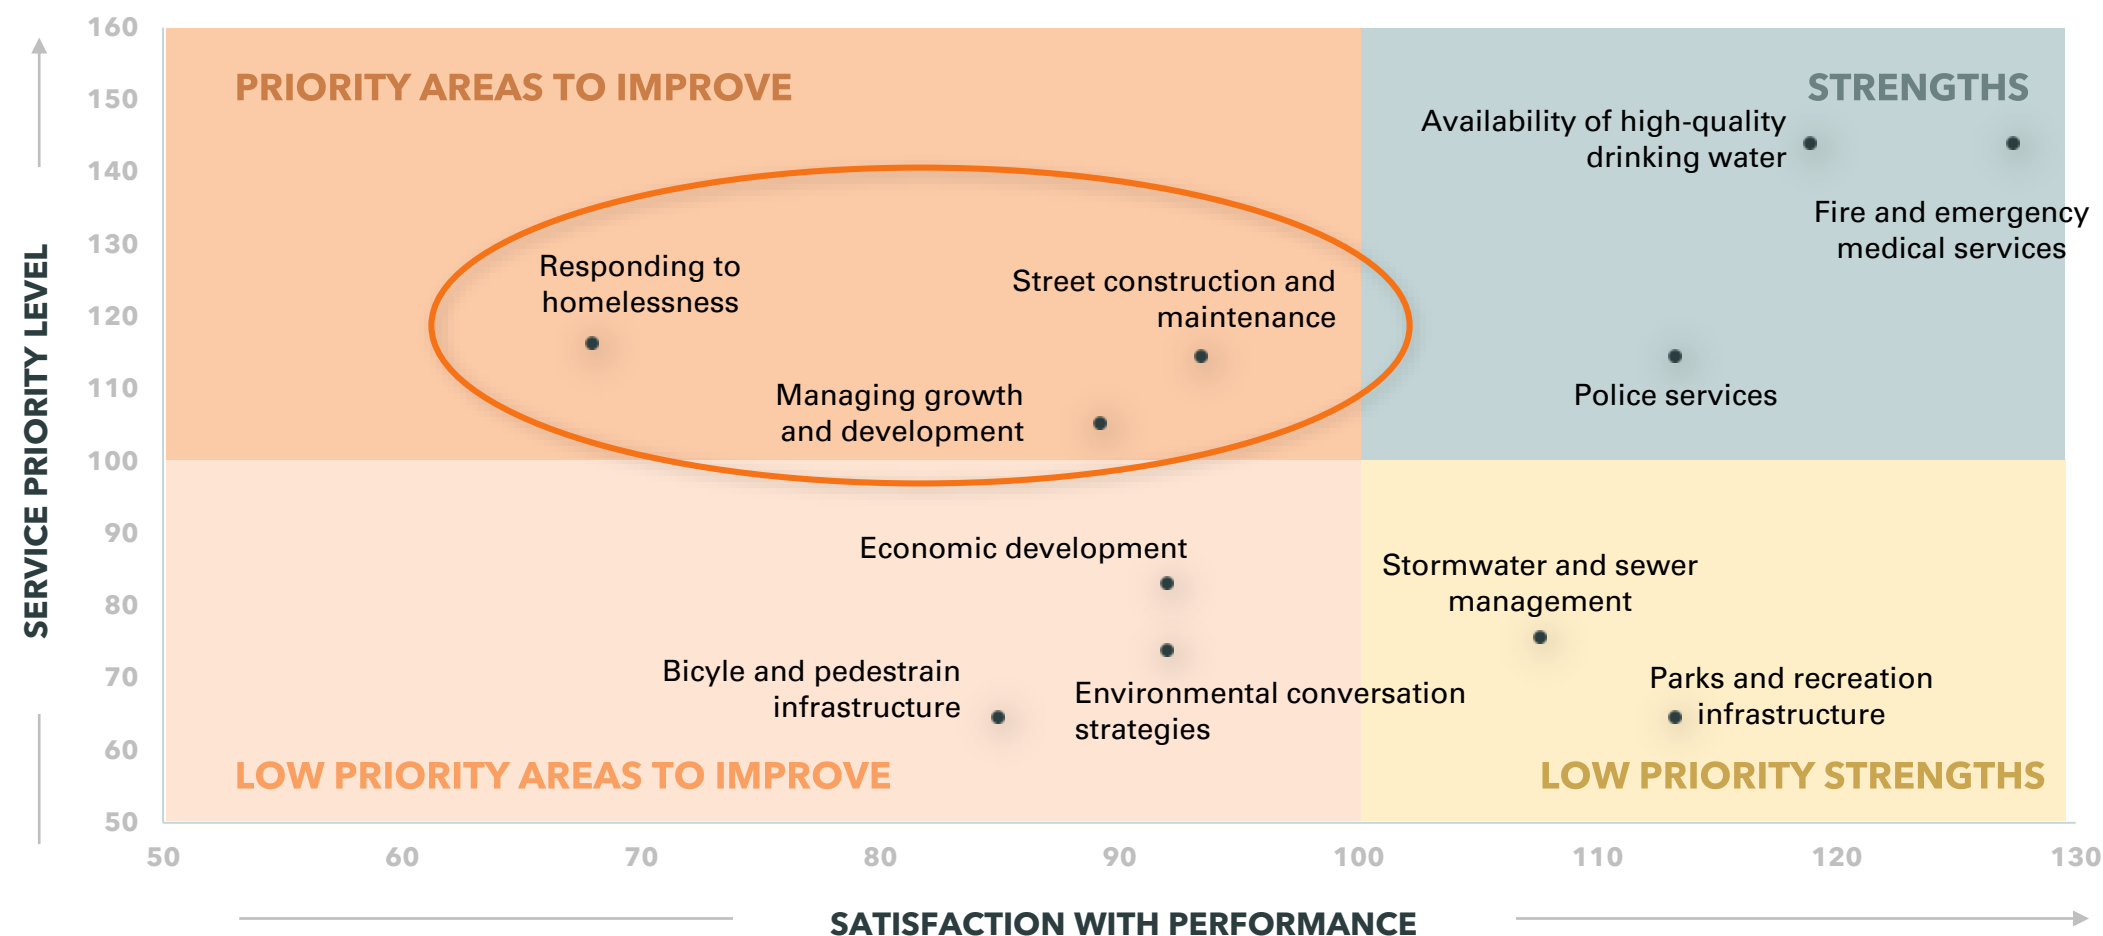 160
150
140
130
120
110
100
90
80
70
60
50
SERVICE PRIORITY LEVEL
PRIORITY AREAS TO IMPROVE
STRENGTHS
Availability of high-quality
drinking water
Fire and emergency
medical services
Responding to
homelessness
Street construction and
maintenance
Managing growth
and development
Police services
Economic development
Stormwater and sewer
management
Bicyle and pedestrain
infrastructure
Environmental conversation
strategies
Parks and recreation
infrastructure
LOW PRIORITY AREAS TO IMPROVE
LOW PRIORITY STRENGTHS
50 60 70 80 90 100 110 120 130
SATISFACTION WITH PERFORMANCE